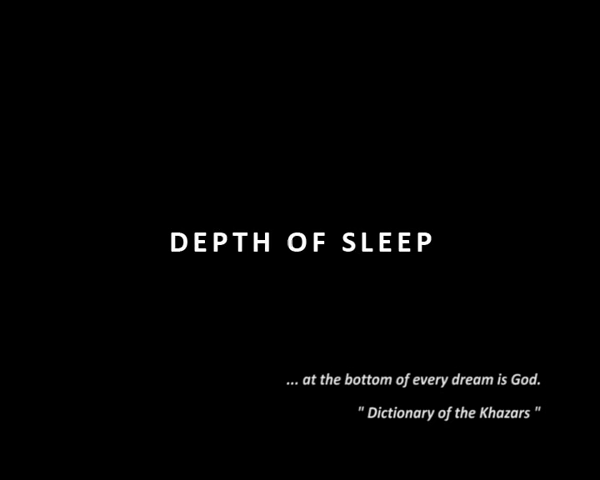 DEPTH OF SLEEP
... at the bottom of every dream is God.
" Dictionary of the Khazars "